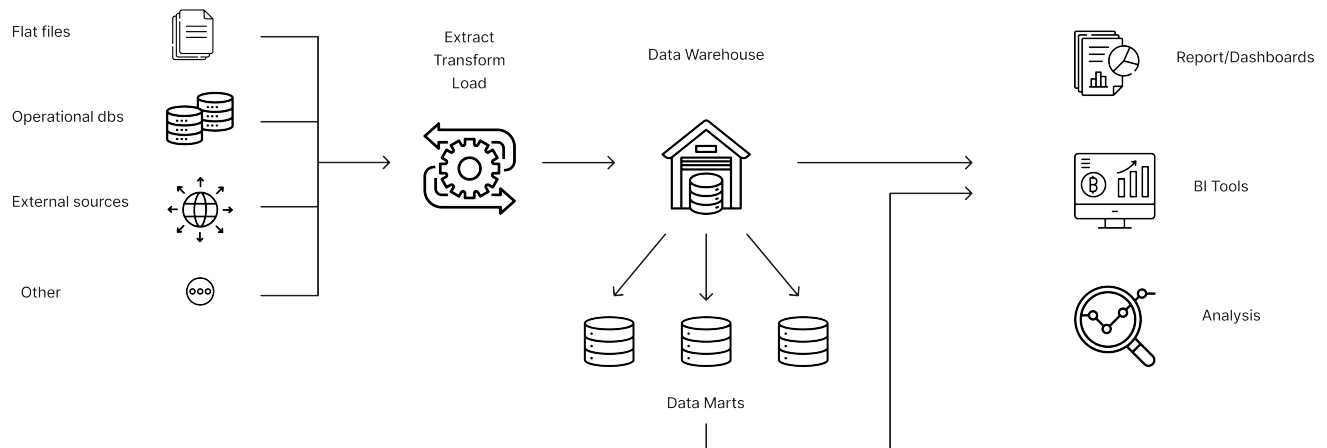 Flat files
Operational dbs
External sources
Other
Extract
Transform
Load
Data Warehouse
Data Marts
Report/Dashboards
BI Tools
Analysis